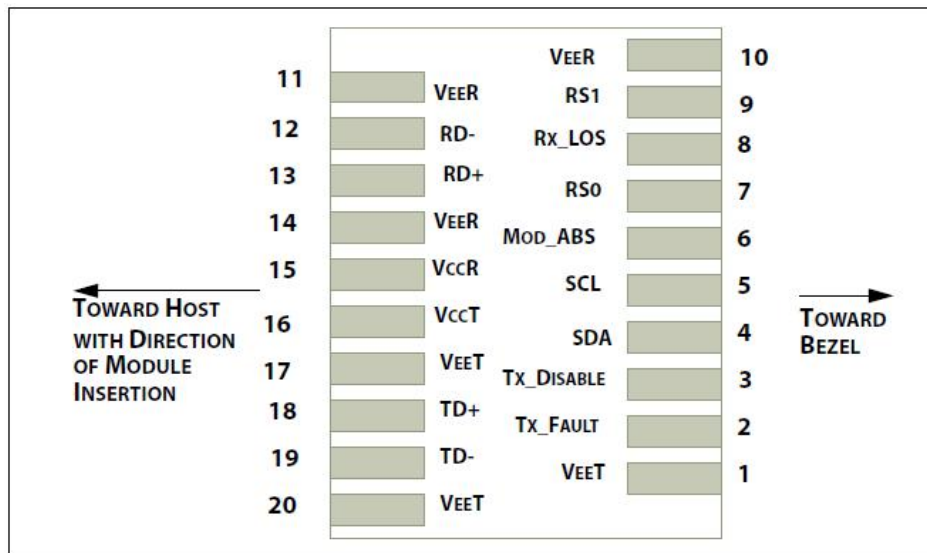 11 VEER
12 RD-
13 RD+
14 VEER
15 VCCR
16 VCCT
17 VEET
18 TD+
19 TD-
20 VEET
VEER 10
RS1 9
RX_LOS 8
RS0 7
MOD_ABS 6
SCL 5
SDA 4
TX_DISABLE 3
TX_FAULT 2
VEET 1
TOWARD HOST
WITH DIRECTION
OF MODULE
INSERTION
TOWARD
BEZEL